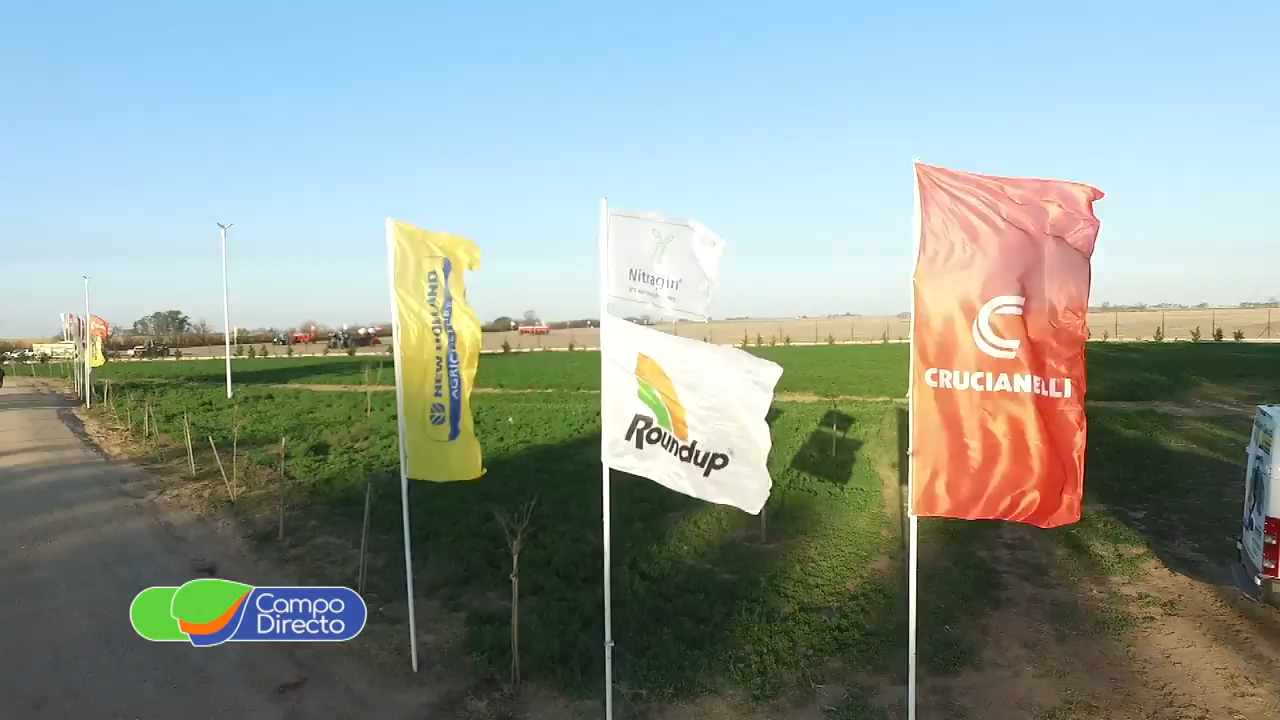 NEW HOLLAND
AGRICULTURE
Nitragin®
Roundup
CRUCIANELLI
Campo
Directo